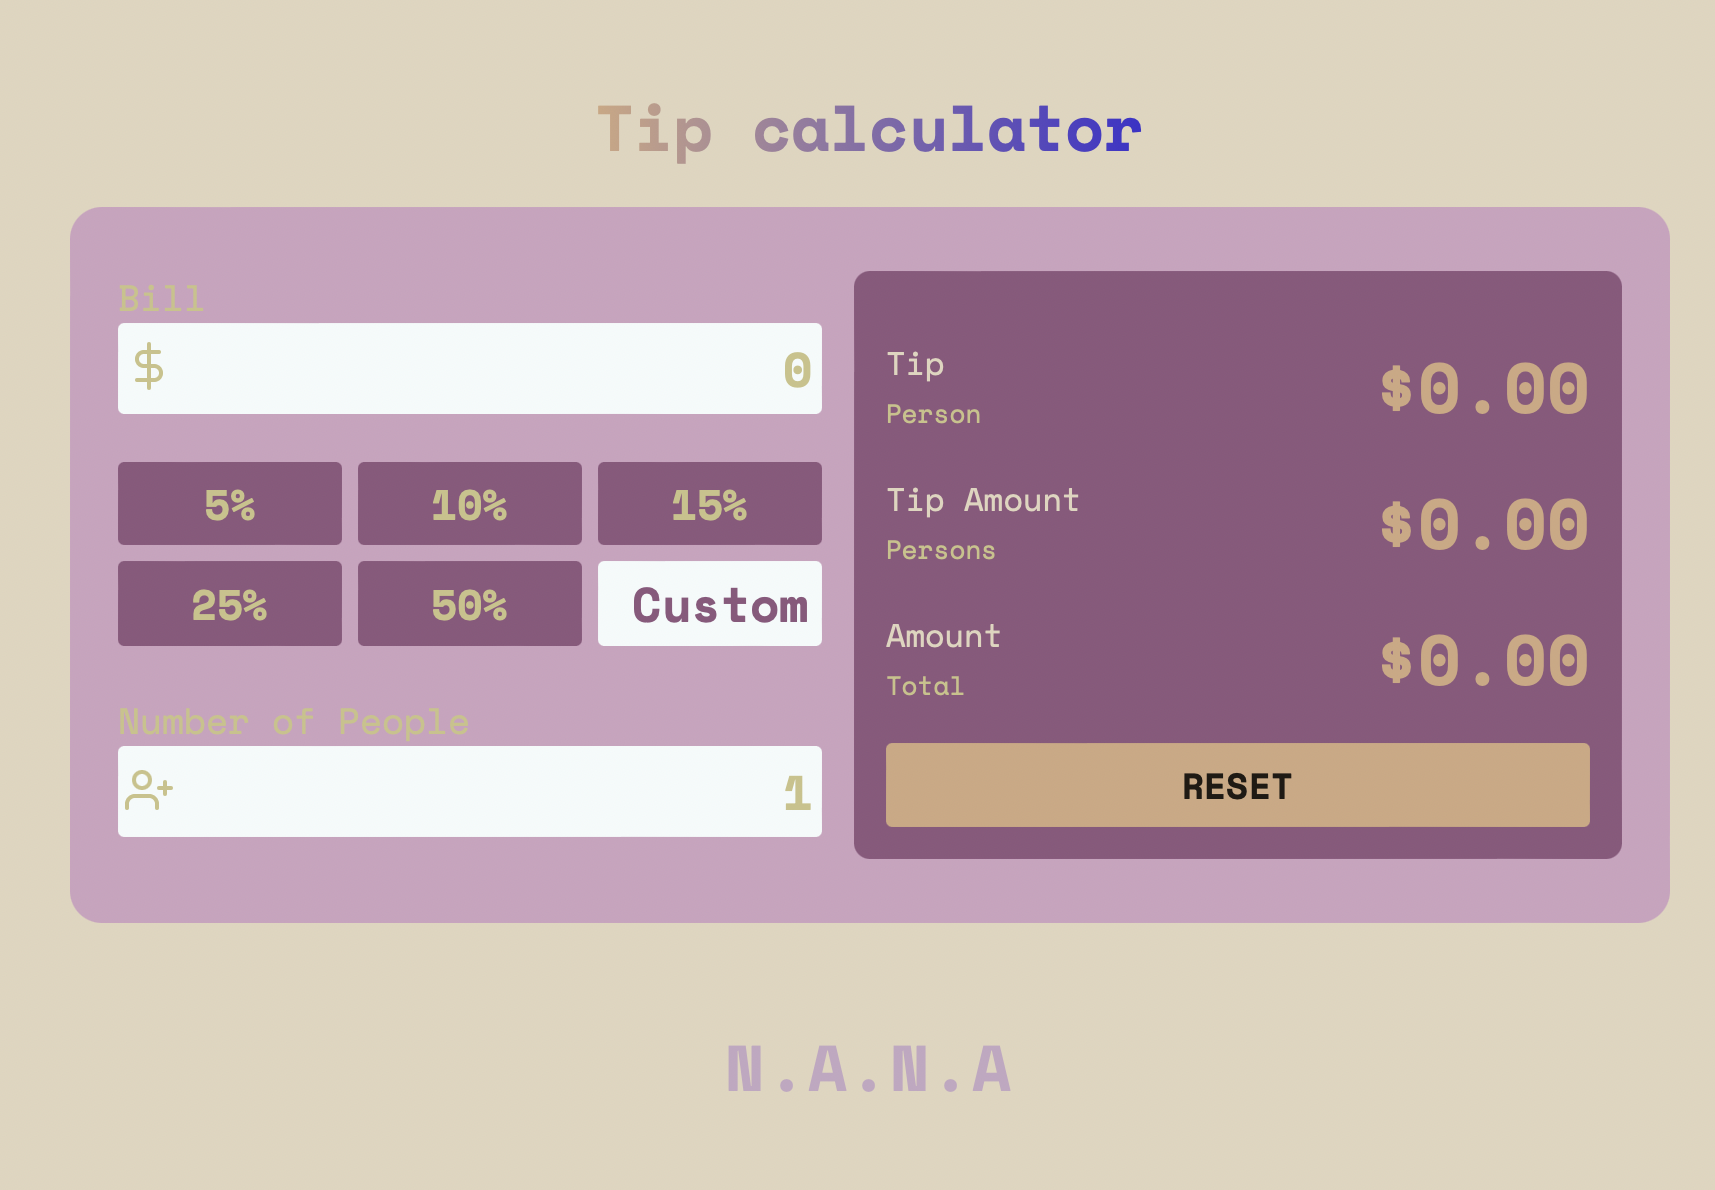 Tip calculator
Bill
$ 0
5% 10% 15%
25% 50% Custom
Number of People
1
Tip
Person
$0.00
Tip Amount
Persons
$0.00
Amount
Total
$0.00
RESET
N.A.N.A